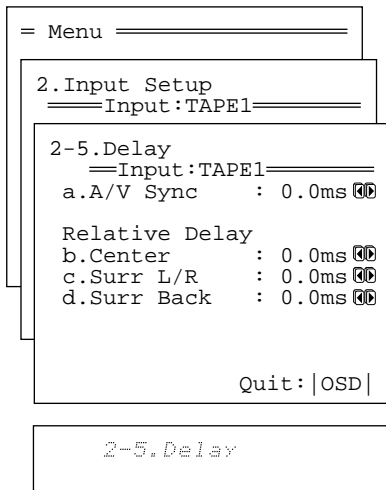 = Menu
2.Input Setup
Input:TAPE1
2-5.Delay
Input:TAPE1
a.A/V Sync : 0.0ms
Relative Delay
b.Center : 0.0ms
c.Surr L/R : 0.0ms
d.Surr Back : 0.0ms
Quit:|OSD|
2-5.Delay